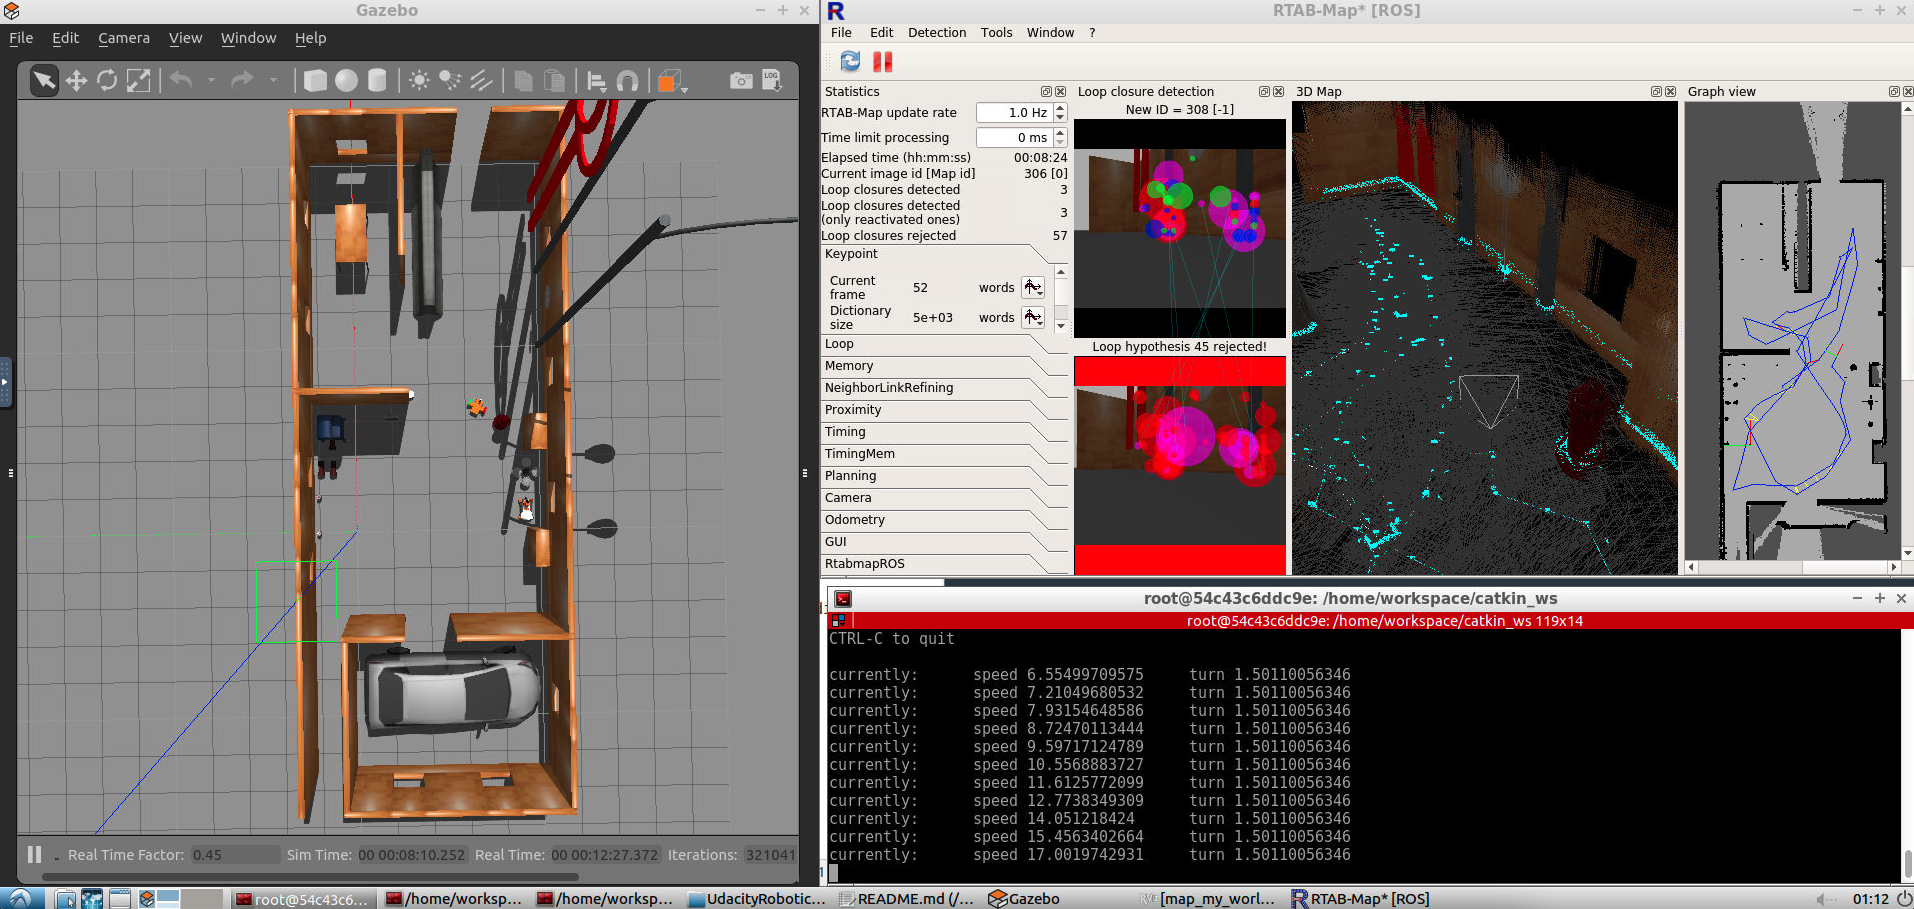 Gazebo
File Edit Camera View Window Help
LOG
Real Time Factor: 0.45 Sim Time: 00 00:08:10.252 Real Time: 00 00:12:27.372 Iterations: 321041
RTAB-Map* [ROS]
File Edit Detection Tools Window ?
Statistics
RTAB-Map update rate 1.0 Hz
Time limit processing 0 ms
Elapsed time (hh:mm:ss) 00:08:24
Current image id [Map id] 306 [0]
Loop closures detected 3
Loop closures detected
(only reactivated ones) 3
Loop closures rejected 57
Keypoint
Current
frame 52 words
Dictionary
size 5e+03 words
Loop
Memory
NeighborLinkRefining
Proximity
Timing
TimingMem
Planning
Camera
Odometry
GUI
RtabmapROS
Loop closure detection
New ID = 308 [-1]
Loop hypothesis 45 rejected!
3D Map
Graph view
root@54c43c6ddc9e: /home/workspace/catkin_ws
root@54c43c6ddc9e: /home/workspace/catkin_ws 119x14
CTRL-C to quit
currently: speed 6.55499709575 turn 1.50110056346
currently: speed 7.21049680532 turn 1.50110056346
currently: speed 7.93154648586 turn 1.50110056346
currently: speed 8.72470113444 turn 1.50110056346
currently: speed 9.59717124789 turn 1.50110056346
currently: speed 10.5568883727 turn 1.50110056346
currently: speed 11.6125772099 turn 1.50110056346
currently: speed 12.7738349309 turn 1.50110056346
currently: speed 14.051218424 turn 1.50110056346
currently: speed 15.4563402664 turn 1.50110056346
currently: speed 17.0019742931 turn 1.50110056346
root@54c43c6... /home/worksp... /home/worksp... UdacityRobotic... README.md (/... Gazebo [map_my_worl... RTAB-Map* [ROS] 01:12